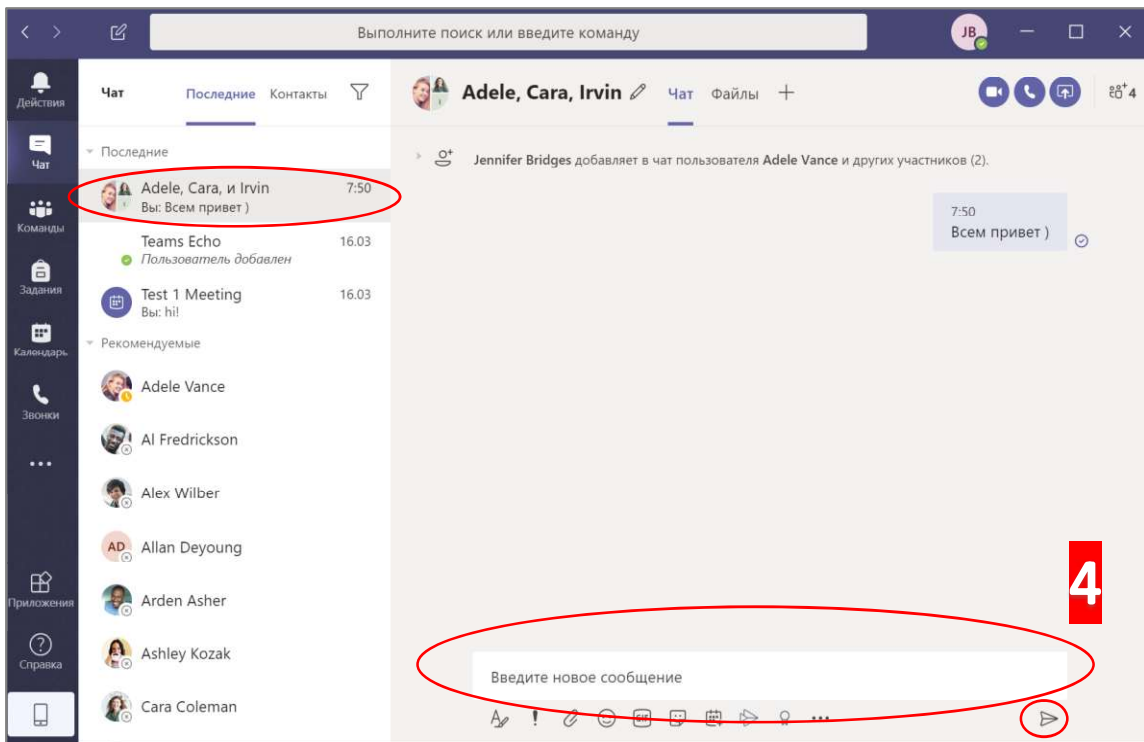 Выполните поиск или введите команду
JB
Действия
Чат
Команды
Задания
Календарь
Звонки
Приложения
Справка
Чат
Последние
Контакты
Последние
Adele, Cara, и Irvin 7:50
Вы: Всем привет )
Teams Echo 16.03
Пользователь добавлен
Test 1 Meeting 16.03
Вы: hi!
Рекомендуемые
Adele Vance
Al Fredrickson
Alex Wilber
AD Allan Deyoung
Arden Asher
Ashley Kozak
Cara Coleman
Adele, Cara, Irvin Чат Файлы
4
Jennifer Bridges добавляет в чат пользователя Adele Vance и других участников (2).
7:50
Всем привет )
4
Введите новое сообщение
GIF